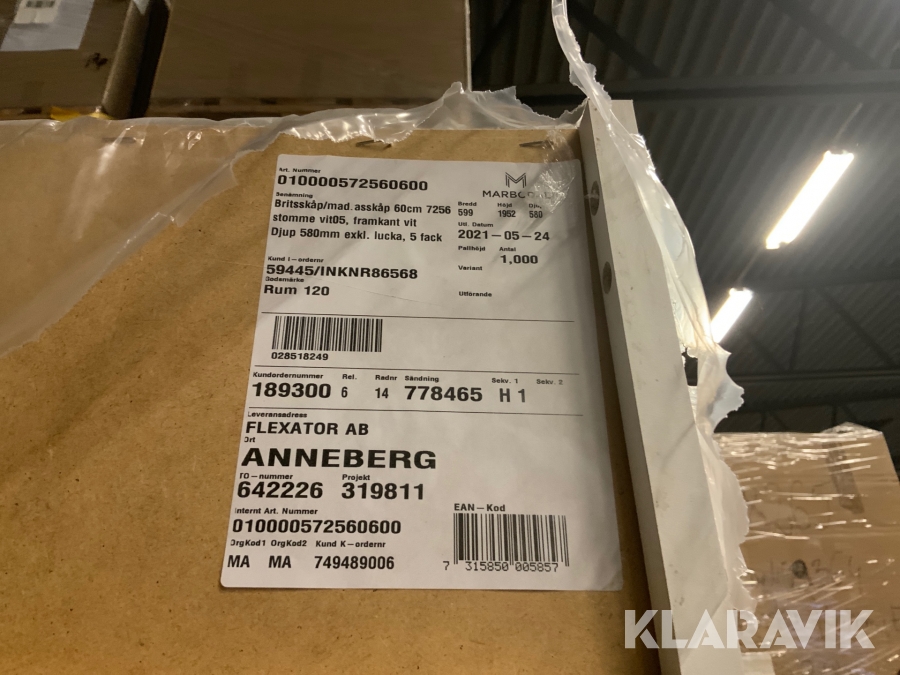 Art. Nummer
010000572560600
Benämning
Britsskåp/mad.asskåp 60cm 7256
stomme vit05, framkant vit
Djup 580mm exkl. lucka, 5 fack
Bredd Höjd
599 1952 580
Utl. Datum
2021-05-24
Pallhöjd Antal
1,000
Variant
Kund I-ordernr
59445/INKNR86568
Godsmärke
Rum 120
Utförande
028518249
Kundordernummer Rel. Radnr Sändning Sekv. 1 Sekv. 2
189300 6 14 778465 H 1
Leveransadress
FLEXATOR AB
Ort
ANNEBERG
TO-nummer Projekt
642226 319811
Internt Art. Nummer
010000572560600
EAN-Kod
OrgKod1 OrgKod2 Kund K-ordernr
MA MA 749489006
7 315850 005857
KLARAVIK